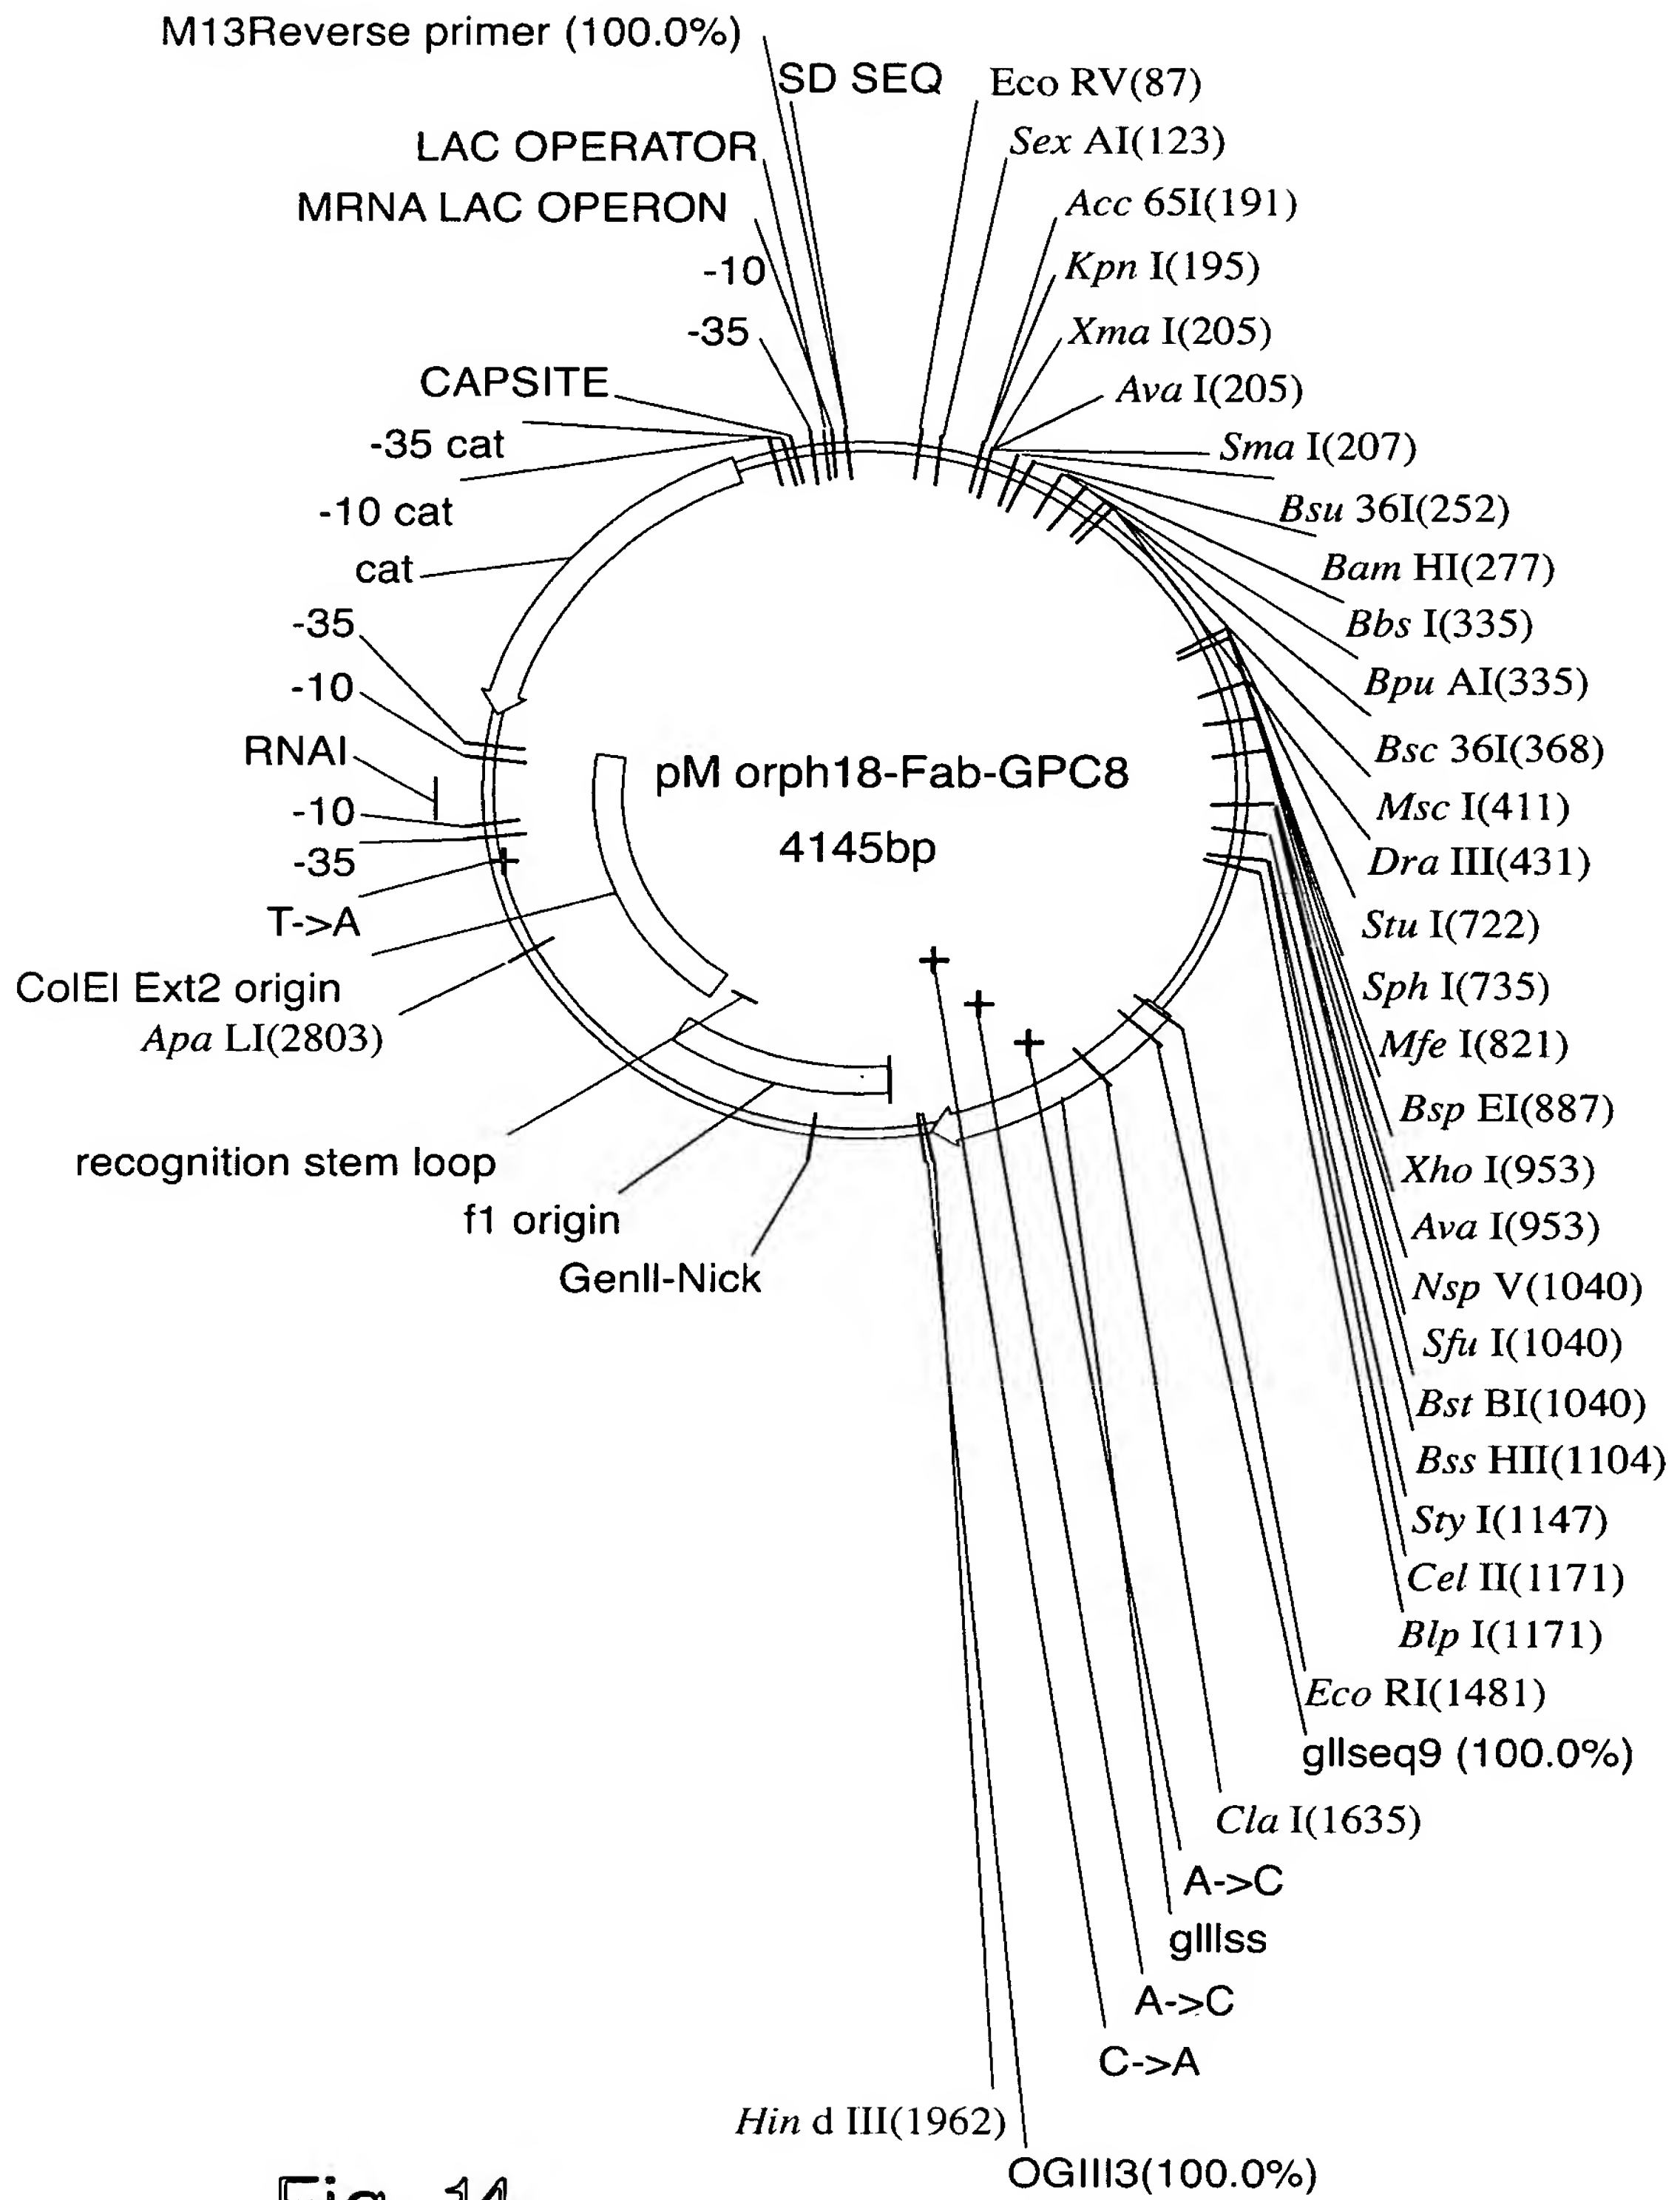 M13Reverse primer (100.0%)
SD SEQ
LAC OPERATOR
MRNA LAC OPERON
-10
-35
CAPSITE
-35 cat
-10 cat
cat
-35
-10
RNAI
-10
-35
T->A
ColEI Ext2 origin
Apa LI(2803)
recognition stem loop
f1 origin
GenII-Nick
pM orph18-Fab-GPC8
4145bp
Eco RV(87)
Sex AI(123)
Acc 65I(191)
Kpn I(195)
Xma I(205)
Ava I(205)
Sma I(207)
Bsu 36I(252)
Bam HI(277)
Bbs I(335)
Bpu AI(335)
Bsc 36I(368)
Msc I(411)
Dra III(431)
Stu I(722)
Sph I(735)
Mfe I(821)
Bsp EI(887)
Xho I(953)
Ava I(953)
Nsp V(1040)
Sfu I(1040)
Bst BI(1040)
Bss HII(1104)
Sty I(1147)
Cel II(1171)
Blp I(1171)
Eco RI(1481)
gIIseq9 (100.0%)
Cla I(1635)
A->C
gIIIss
A->C
C->A
Hin d III(1962)
OGIII3(100.0%)
Fig. 14